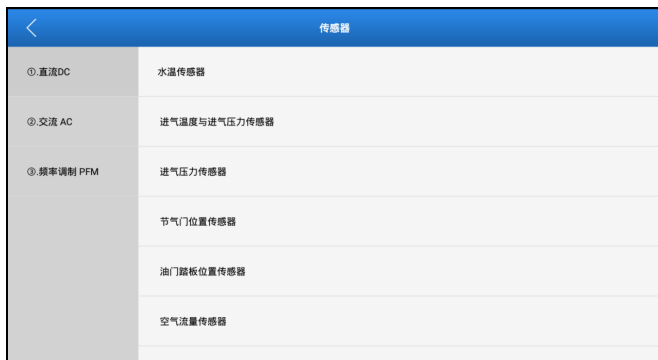 传感器
①.直流DC
水温传感器
②.交流 AC
进气温度与进气压力传感器
③.频率调制 PFM
进气压力传感器
节气门位置传感器
油门踏板位置传感器
空气流量传感器